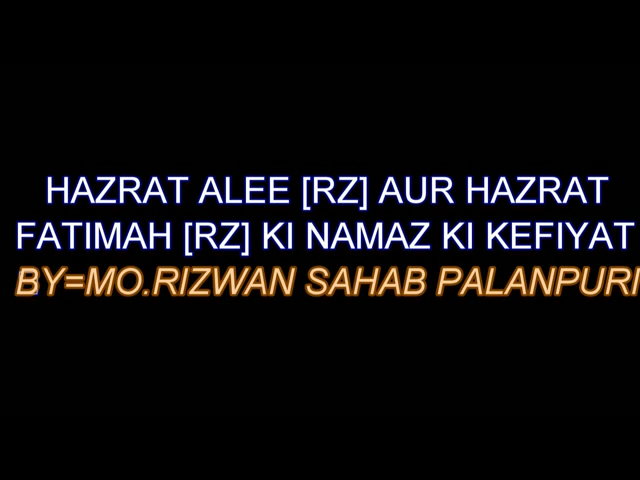 HAZRAT ALEE [RZ] AUR HAZRAT
FATIMAH [RZ] KI NAMAZ KI KEFIYAT
BY=MO.RIZWAN SAHAB PALANPURI